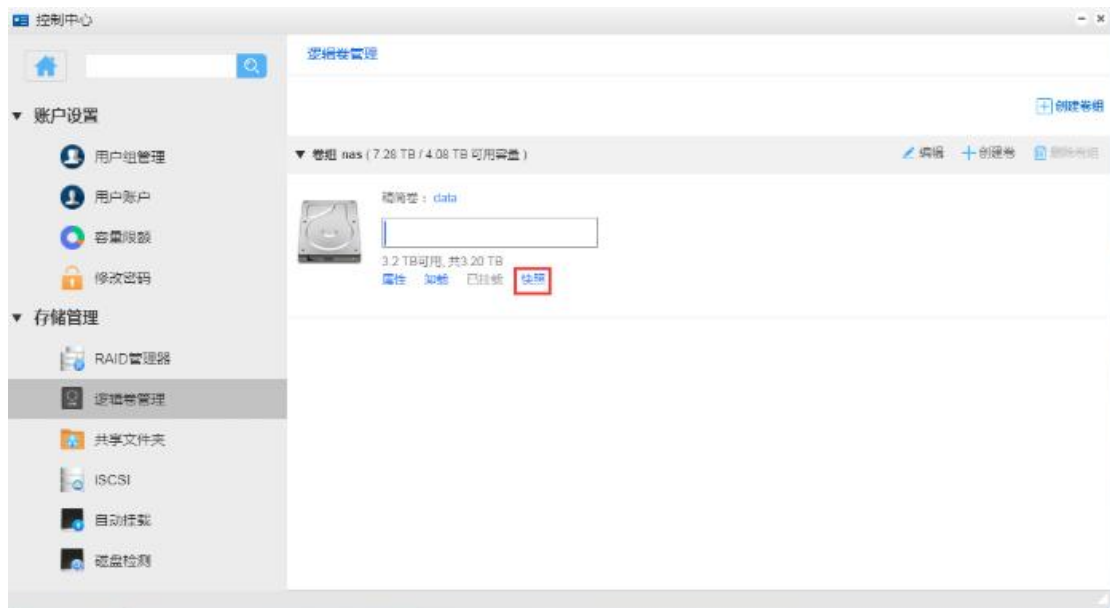 控制中心
逻辑卷管理
创建卷组
账户设置
用户组管理
用户账户
容量限额
修改密码
存储管理
RAID管理器
逻辑卷管理
共享文件夹
iSCSI
自动挂载
磁盘检测
卷组 nas ( 7.28 TB / 4.08 TB 可用容量 )
编辑 创建卷 删除卷组
精简卷： data
3.2 TB可用, 共3.20 TB
属性 卸载 已挂载 快照